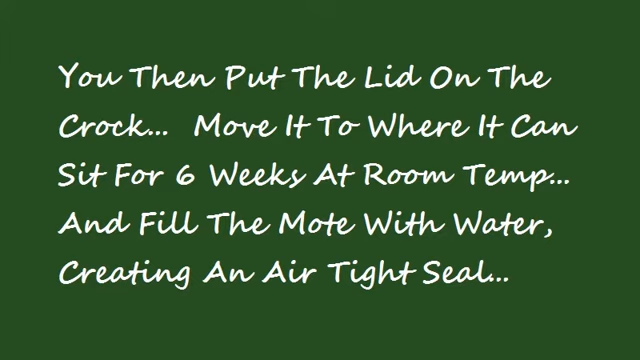 You Then Put The Lid On The
Crock... Move It To Where It Can
Sit For 6 Weeks At Room Temp...
And Fill The Mote With Water,
Creating An Air Tight Seal...